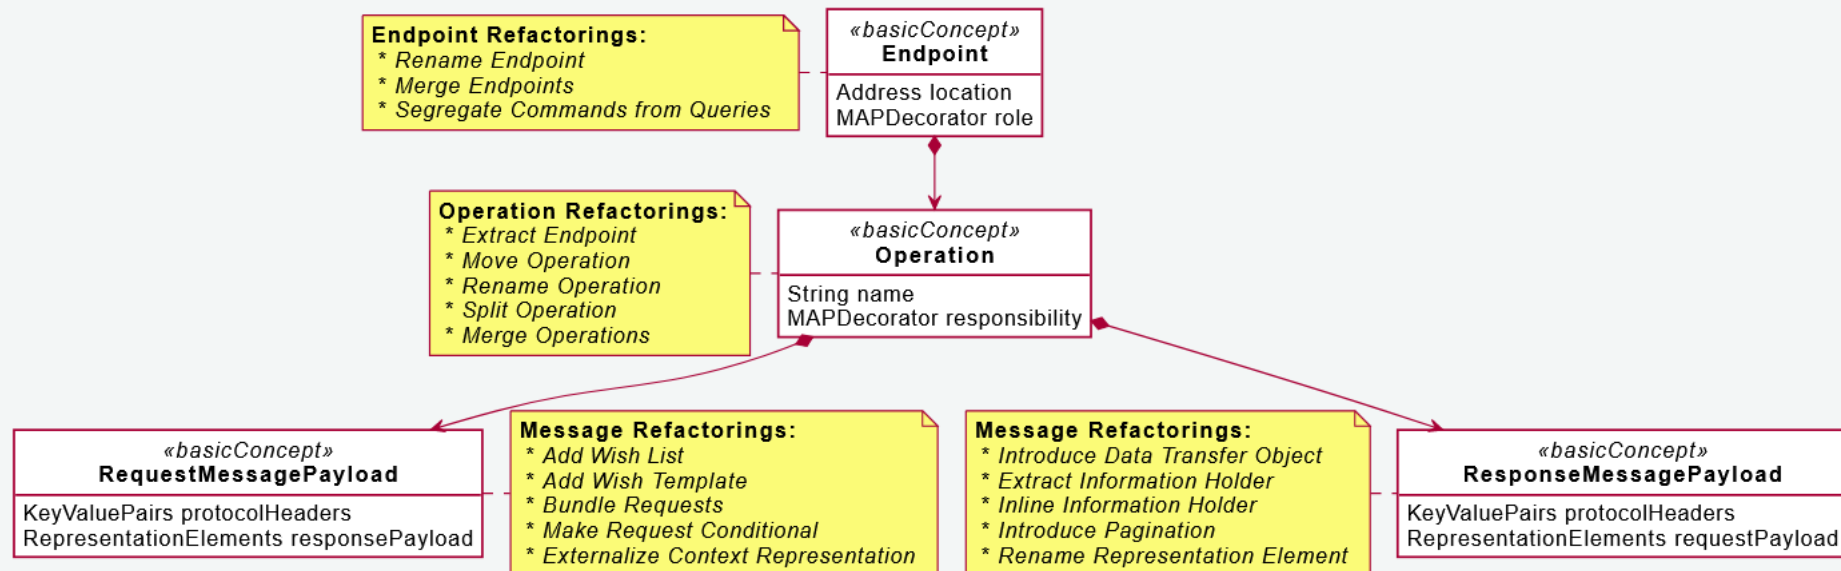 Endpoint Refactorings:
* Rename Endpoint
* Merge Endpoints
* Segregate Commands from Queries
«basicConcept»
Endpoint
Address location
MAPDecorator role
Operation Refactorings:
* Extract Endpoint
* Move Operation
* Rename Operation
* Split Operation
* Merge Operations
«basicConcept»
Operation
String name
MAPDecorator responsibility
«basicConcept»
RequestMessagePayload
KeyValuePairs protocolHeaders
RepresentationElements responsePayload
Message Refactorings:
* Add Wish List
* Add Wish Template
* Bundle Requests
* Make Request Conditional
* Externalize Context Representation
Message Refactorings:
* Introduce Data Transfer Object
* Extract Information Holder
* Inline Information Holder
* Introduce Pagination
* Rename Representation Element
«basicConcept»
ResponseMessagePayload
KeyValuePairs protocolHeaders
RepresentationElements requestPayload